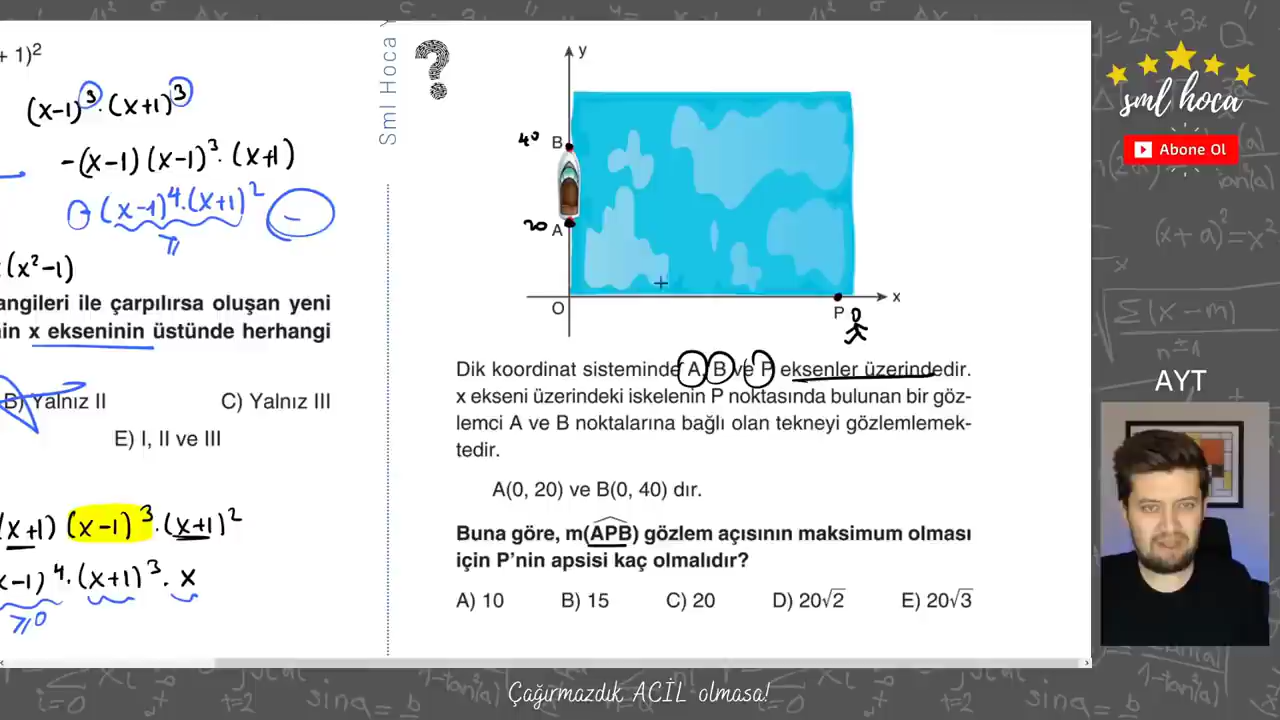 + 1)²
(x-1)³·(x+1)³
-(x-1)(x-1)³·(x+1)
(x-1)⁴·(x+1)²
(x²-1)
angileri ile çarpılırsa oluşan yeni
nin x ekseninin üstünde herhangi
B) Yalnız II
C) Yalnız III
E) I, II ve III
(x+1)(x-1)³·(x+1)²
x-1)⁴·(x+1)³·x
≥0
Sml Hoca
?
y
40
B
20
A
O
P
x
Dik koordinat sisteminde A, B ve P eksenler üzerindedir.
x ekseni üzerindeki iskelenin P noktasında bulunan bir göz-
lemci A ve B noktalarına bağlı olan tekneyi gözlemlemek-
tedir.
A(0, 20) ve B(0, 40) dır.
Buna göre, m(APB) gözlem açısının maksimum olması
için P'nin apsisi kaç olmalıdır?
A) 10 B) 15 C) 20 D) 20√2 E) 20√3
sml hoca
Abone Ol
AYT
Çağırmazdık ACİL olmasa!